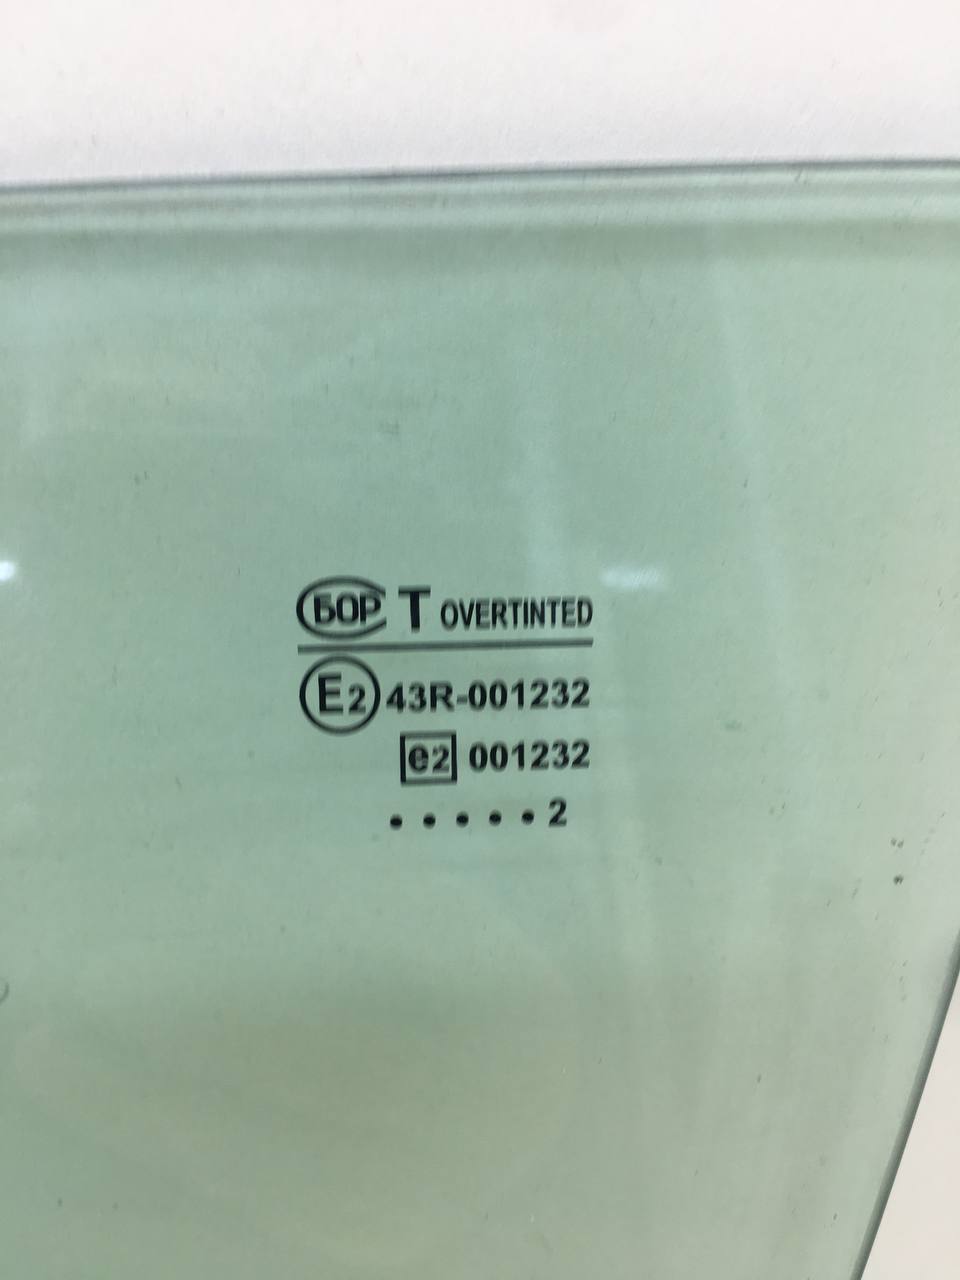 БОР T OVERTINTED
E2 43R-001232
e2 001232
• • • • • 2